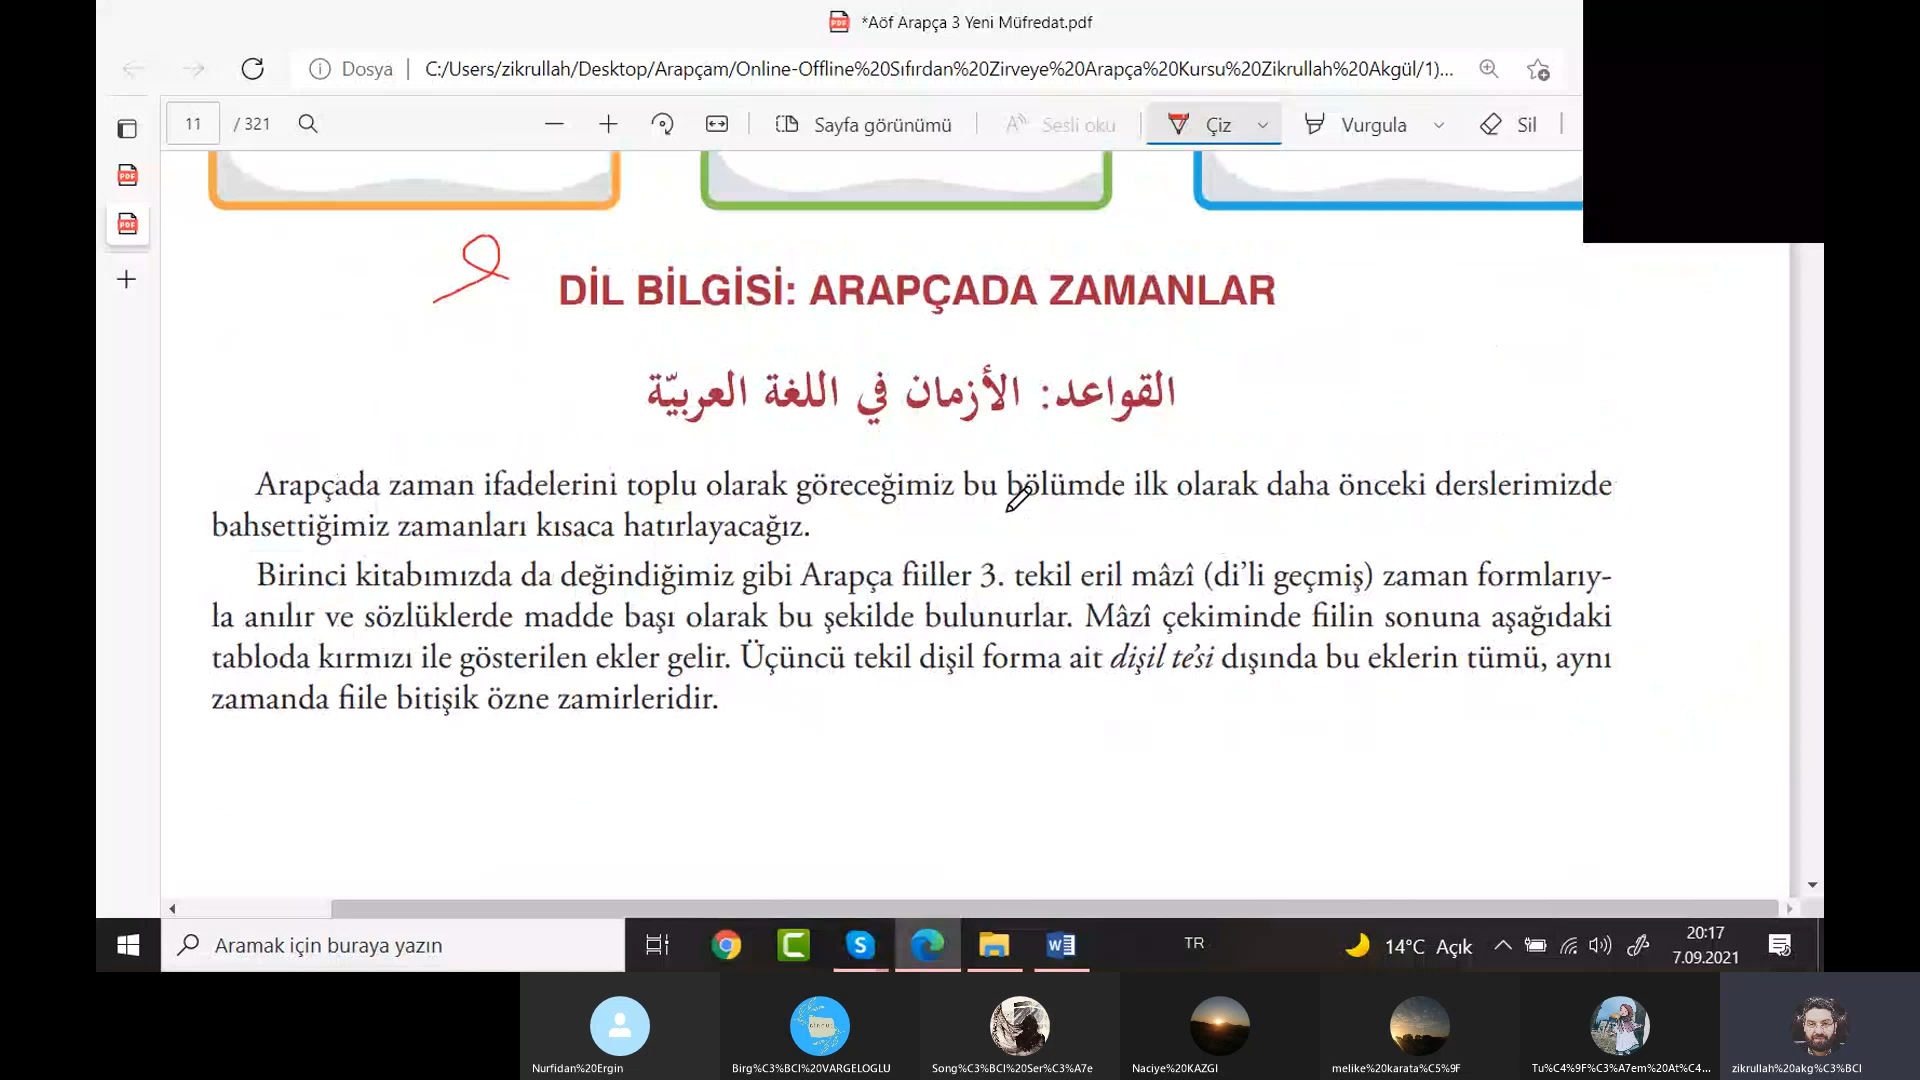 *Aöf Arapça 3 Yeni Müfredat.pdf
Dosya
C:/Users/zikrullah/Desktop/Arapçam/Online-Offline%20Sıfırdan%20Zirveye%20Arapça%20Kursu%20Zikrullah%20Akgül/1)...
11 / 321
Sayfa görünümü
Sesli oku
Çiz
Vurgula
Sil
DİL BİLGİSİ: ARAPÇADA ZAMANLAR
القواعد: الأزمان في اللغة العربيّة
Arapçada zaman ifadelerini toplu olarak göreceğimiz bu bölümde ilk olarak daha önceki derslerimizde
bahsettiğimiz zamanları kısaca hatırlayacağız.
Birinci kitabımızda da değindiğimiz gibi Arapça fiiller 3. tekil eril mâzî (di’li geçmiş) zaman formlarıy-
la anılır ve sözlüklerde madde başı olarak bu şekilde bulunurlar. Mâzî çekiminde fiilin sonuna aşağıdaki
tabloda kırmızı ile gösterilen ekler gelir. Üçüncü tekil dişil forma ait dişil te’si dışında bu eklerin tümü, aynı
zamanda fiile bitişik özne zamirleridir.
Aramak için buraya yazın
TR
14°C Açık
20:17
7.09.2021
Nurfidan%20Ergin
Birg%C3%BCl%20VARGELOGLU
Song%C3%BCl%20Ser%C3%A7e
Naciye%20KAZGI
melike%20karata%C5%9F
Tu%C4%9F%C3%A7em%20At%C4...
zikrullah%20akg%C3%BCl